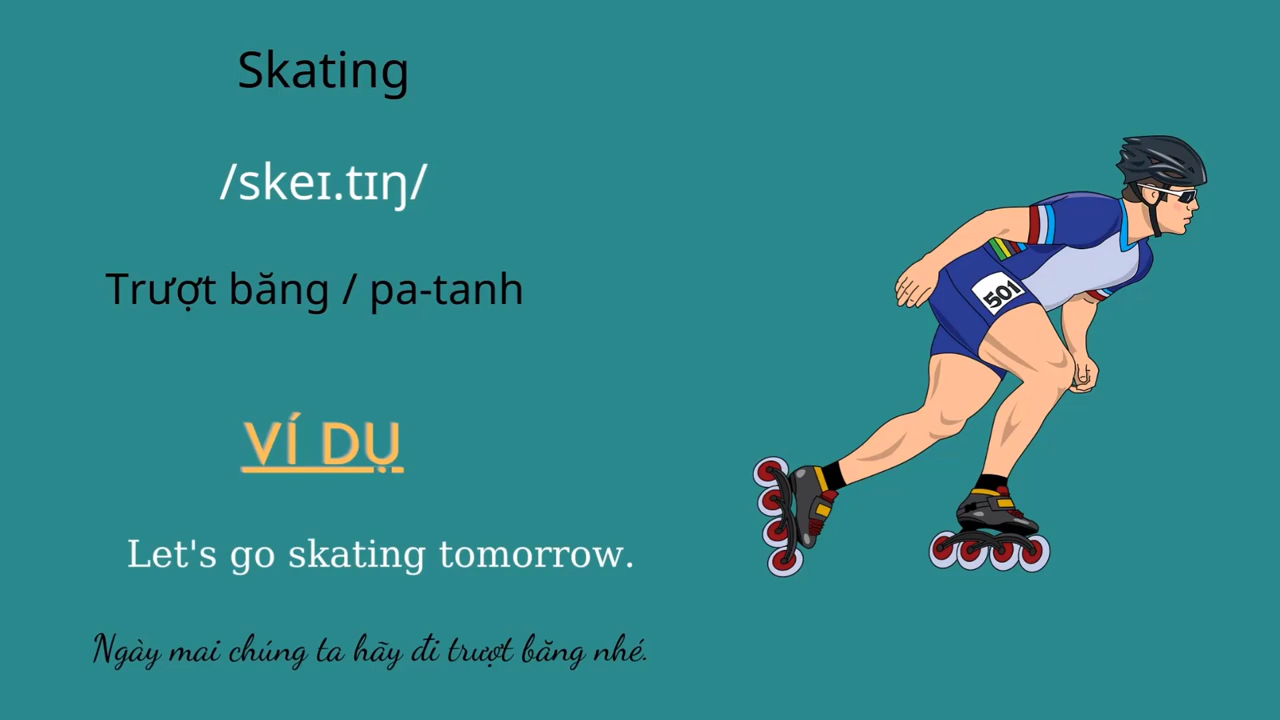 Skating
/skeɪ.tɪŋ/
Trượt băng / pa-tanh
VÍ DỤ
Let's go skating tomorrow.
Ngày mai chúng ta hãy đi trượt băng nhé.
501